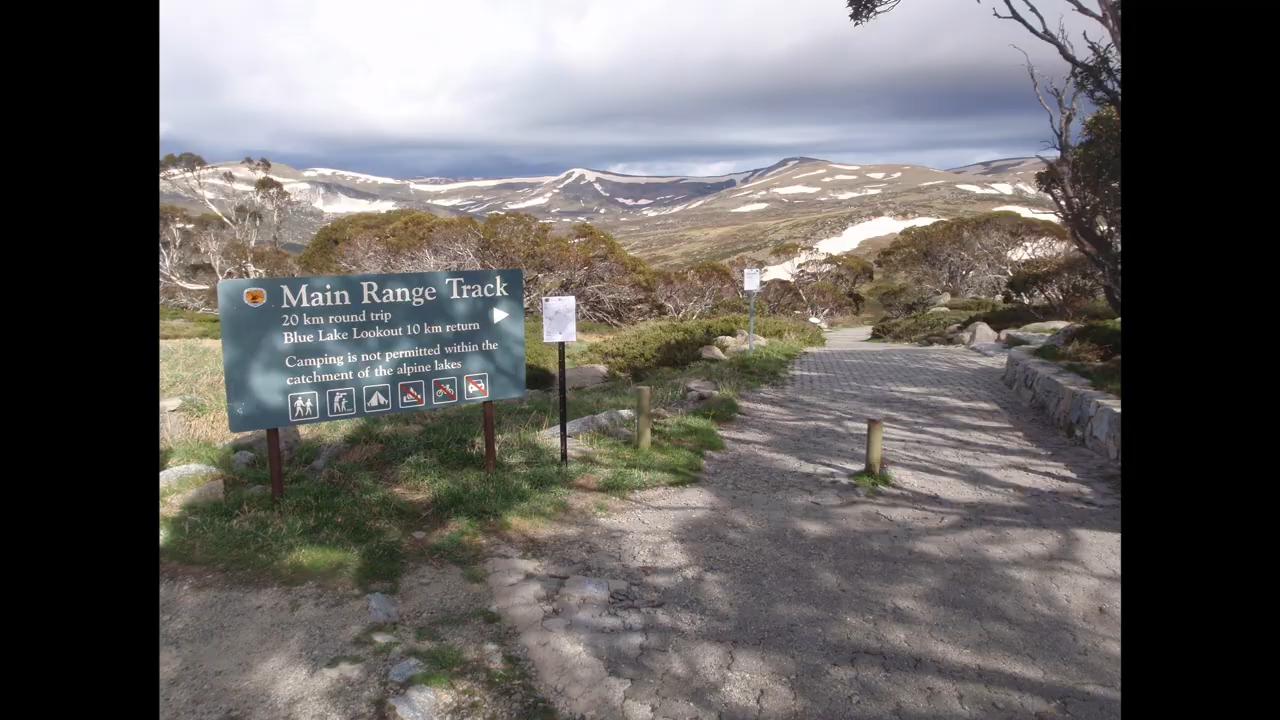 Main Range Track
20 km round trip
Blue Lake Lookout 10 km return
Camping is not permitted within the
catchment of the alpine lakes